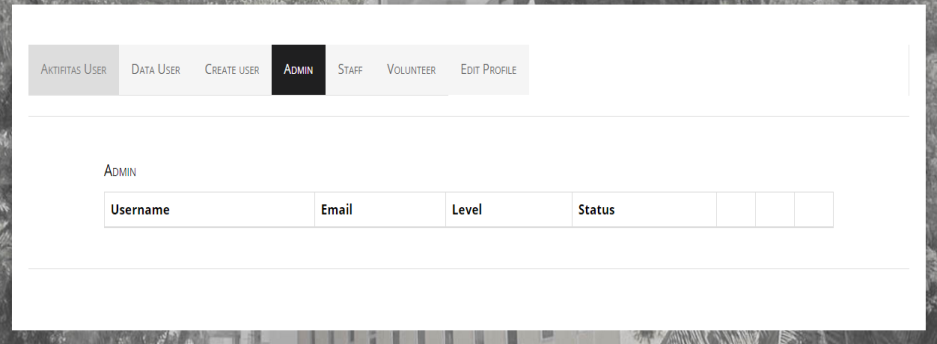 Aktifitas User Data User Create user Admin Staff Volunteer Edit Profile
Admin
Username Email Level Status